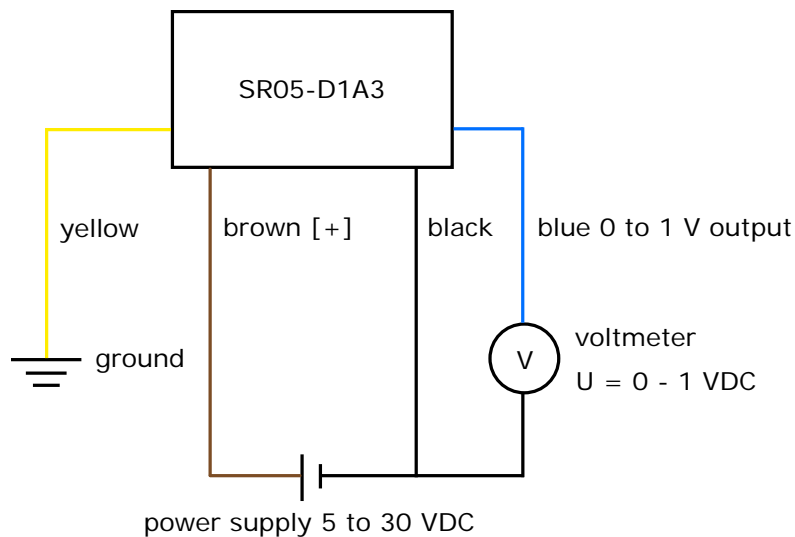 SR05-D1A3
yellow
brown [+]
black
blue 0 to 1 V output
ground
V
voltmeter
U = 0 - 1 VDC
power supply 5 to 30 VDC